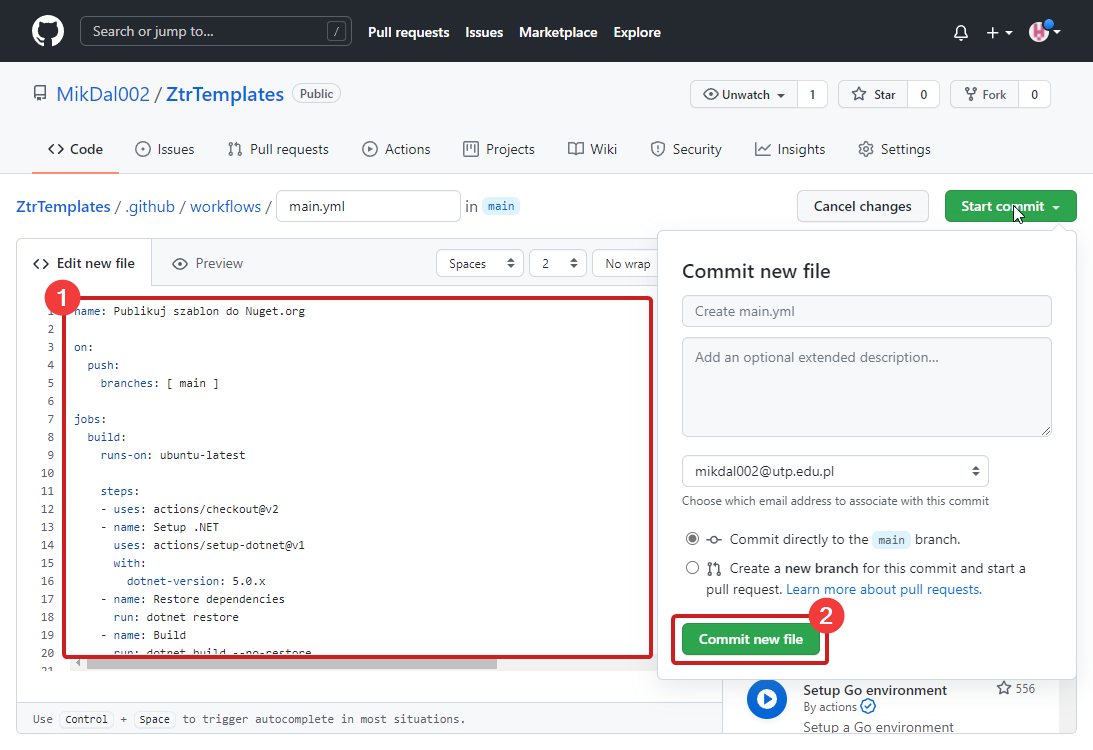 Search or jump to... /
Pull requests Issues Marketplace Explore
MikDal002 / ZtrTemplates Public
Unwatch 1 Star 0 Fork 0
Code Issues Pull requests Actions Projects Wiki Security Insights Settings
ZtrTemplates / .github / workflows / main.yml in main
Cancel changes Start commit
Edit new file Preview
Spaces 2 No wrap
1
1 name: Publikuj szablon do Nuget.org
2
3 on:
4 push:
5 branches: [ main ]
6
7 jobs:
8 build:
9 runs-on: ubuntu-latest
10
11 steps:
12 - uses: actions/checkout@v2
13 - name: Setup .NET
14 uses: actions/setup-dotnet@v1
15 with:
16 dotnet-version: 5.0.x
17 - name: Restore dependencies
18 run: dotnet restore
19 - name: Build
20 run: dotnet build --no-restore
21
Use Control + Space to trigger autocomplete in most situations.
Commit new file
Create main.yml
Add an optional extended description...
mikdal002@utp.edu.pl
Choose which email address to associate with this commit
Commit directly to the main branch.
Create a new branch for this commit and start a
pull request. Learn more about pull requests.
2
Commit new file
Setup Go environment 556
By actions
Setup a Go environment